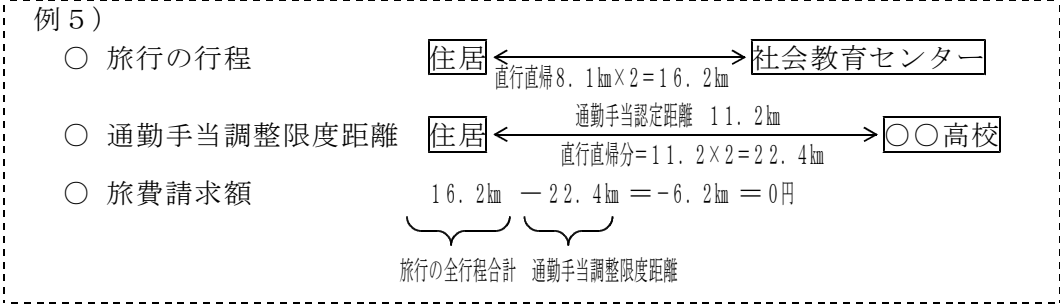 例5)
○ 旅行の行程 住居 社会教育センター
直行直帰8.1㎞×2=16.2㎞
通勤手当認定距離 11.2㎞
○ 通勤手当調整限度距離 住居 ○○高校
直行直帰分=11.2×2=22.4㎞
○ 旅費請求額 16.2㎞ -22.4㎞ =-6.2㎞ =0円
旅行の全行程合計 通勤手当調整限度距離